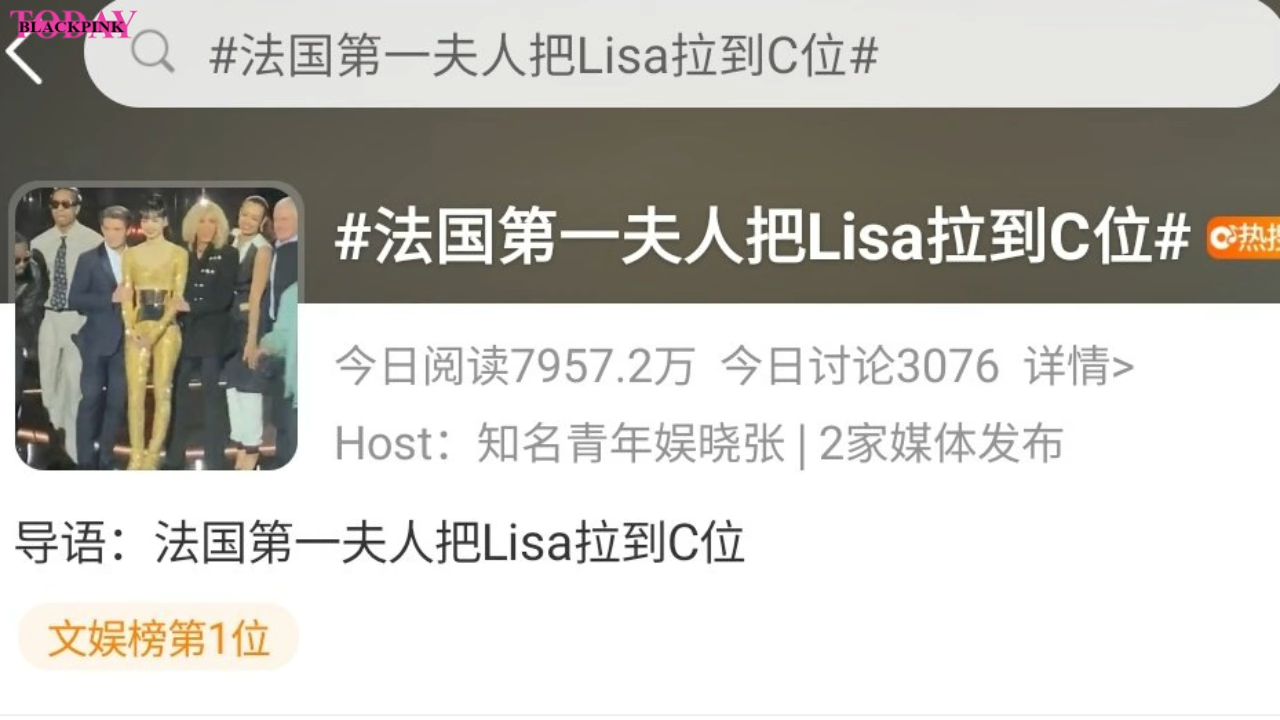 TODAY
BLACKPINK
#法国第一夫人把Lisa拉到C位#
#法国第一夫人把Lisa拉到C位# 热搜
今日阅读7957.2万 今日讨论3076 详情>
Host：知名青年娱晓张 | 2家媒体发布
导语：法国第一夫人把Lisa拉到C位
文娱榜第1位